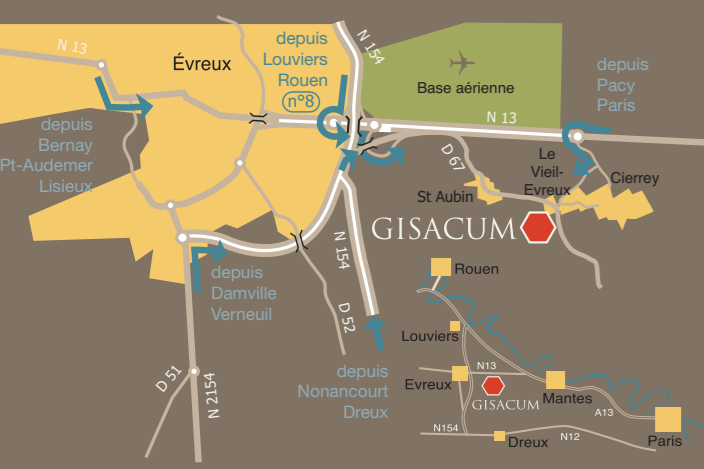 N 13
Évreux
depuis
Louviers
Rouen
n°8
N 154
Base aérienne
depuis
Pacy
Paris
N 13
depuis
Bernay
Pt-Audemer
Lisieux
D 67
Le
Vieil-
Evreux
Cierrey
St Aubin
GISACUM
N 154
depuis
Damville
Verneuil
D 52
Rouen
Louviers
depuis
Nonancourt
Dreux
D 51
N 2154
N13
Evreux
GISACUM
Mantes
A13
N154
Dreux
N12
Paris